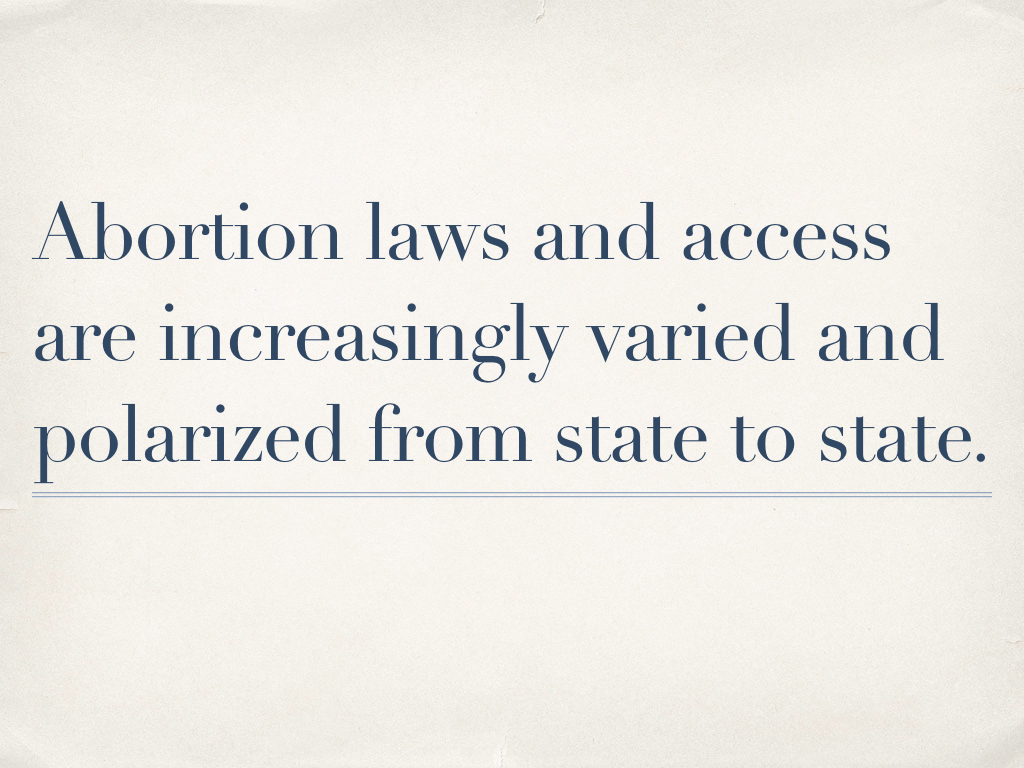 Abortion laws and access
are increasingly varied and
polarized from state to state.